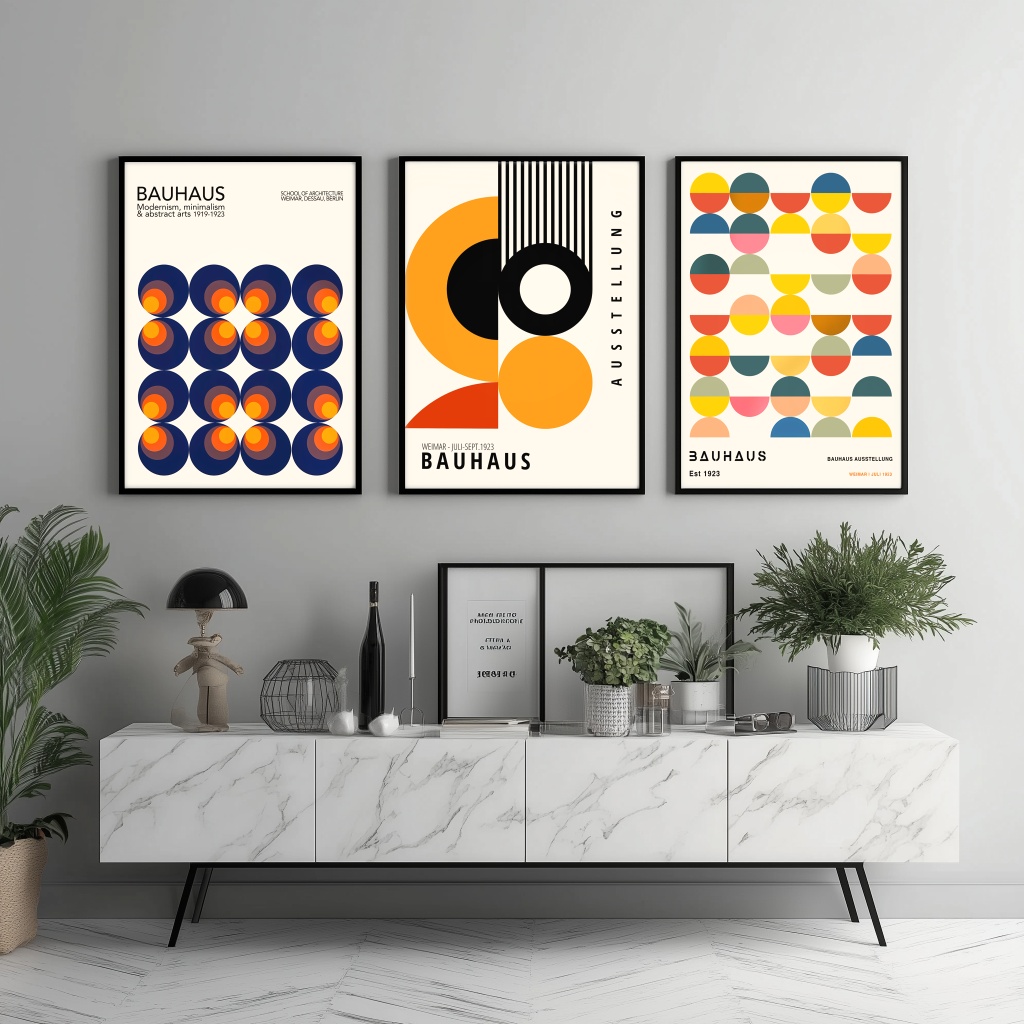 BAUHAUS
Modernism, minimalism
& abstract arts 1919-1923
SCHOOL OF ARCHITECTURE
WEIMAR, DESSAU, BERLIN
AUSSTELLUNG
WEIMAR - JULI-SEPT.1923
BAUHAUS
BAUHAUS
Est 1923
BAUHAUS AUSSTELLUNG
WEIMAR | JULI 1923